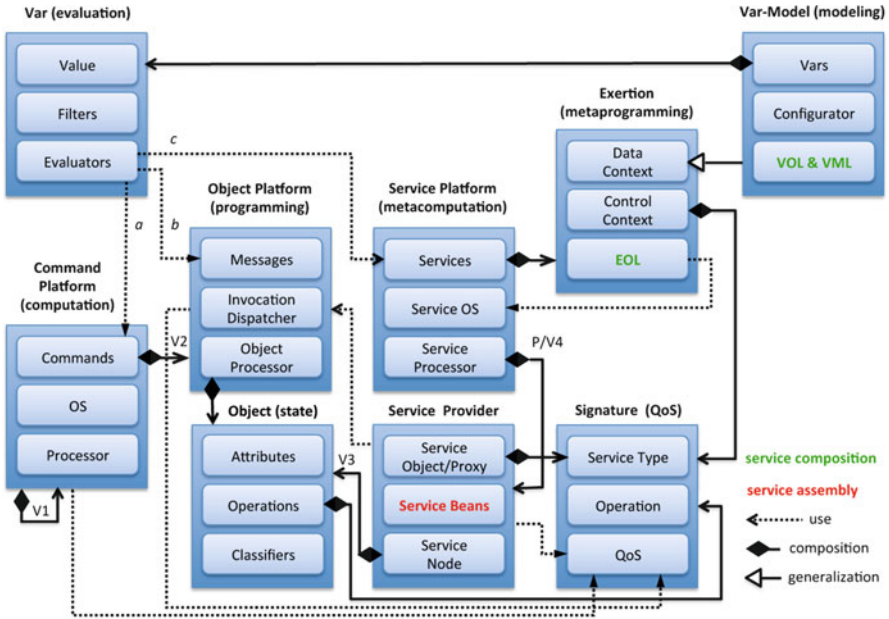 Var (evaluation)
Value
Filters
Evaluators
Var-Model (modeling)
Vars
Configurator
VOL & VML
Exertion
(metaprogramming)
Data
Context
Control
Context
EOL
c
a
b
Object Platform
(programming)
Messages
Invocation
Dispatcher
Object
Processor
Service Platform
(metacomputation)
Services
Service OS
Service
Processor
Command
Platform
(computation)
Commands
OS
Processor
V1
V2
P/V4
Object (state)
Attributes
Operations
Classifiers
V3
Service Provider
Service
Object/Proxy
Service Beans
Service
Node
Signature (QoS)
Service Type
Operation
QoS
service composition
service assembly
use
composition
generalization